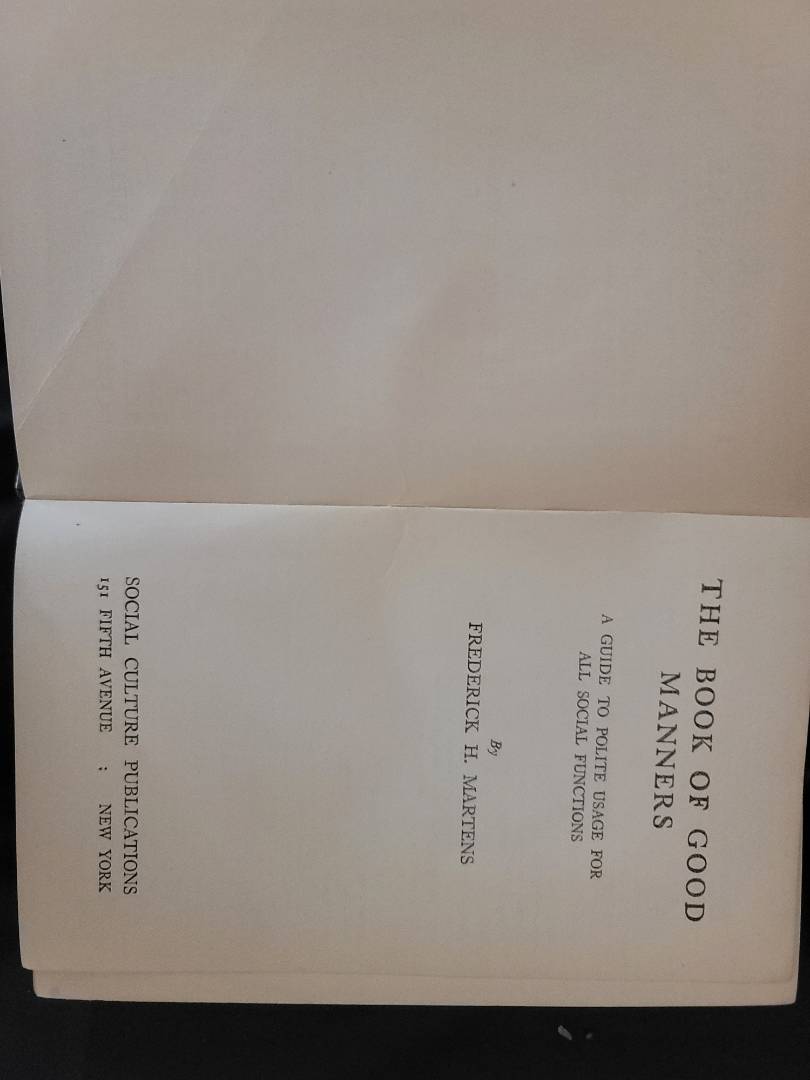 THE BOOK OF GOOD
MANNERS
A GUIDE TO POLITE USAGE FOR
ALL SOCIAL FUNCTIONS
By
FREDERICK H. MARTENS
SOCIAL CULTURE PUBLICATIONS
151 FIFTH AVENUE : NEW YORK